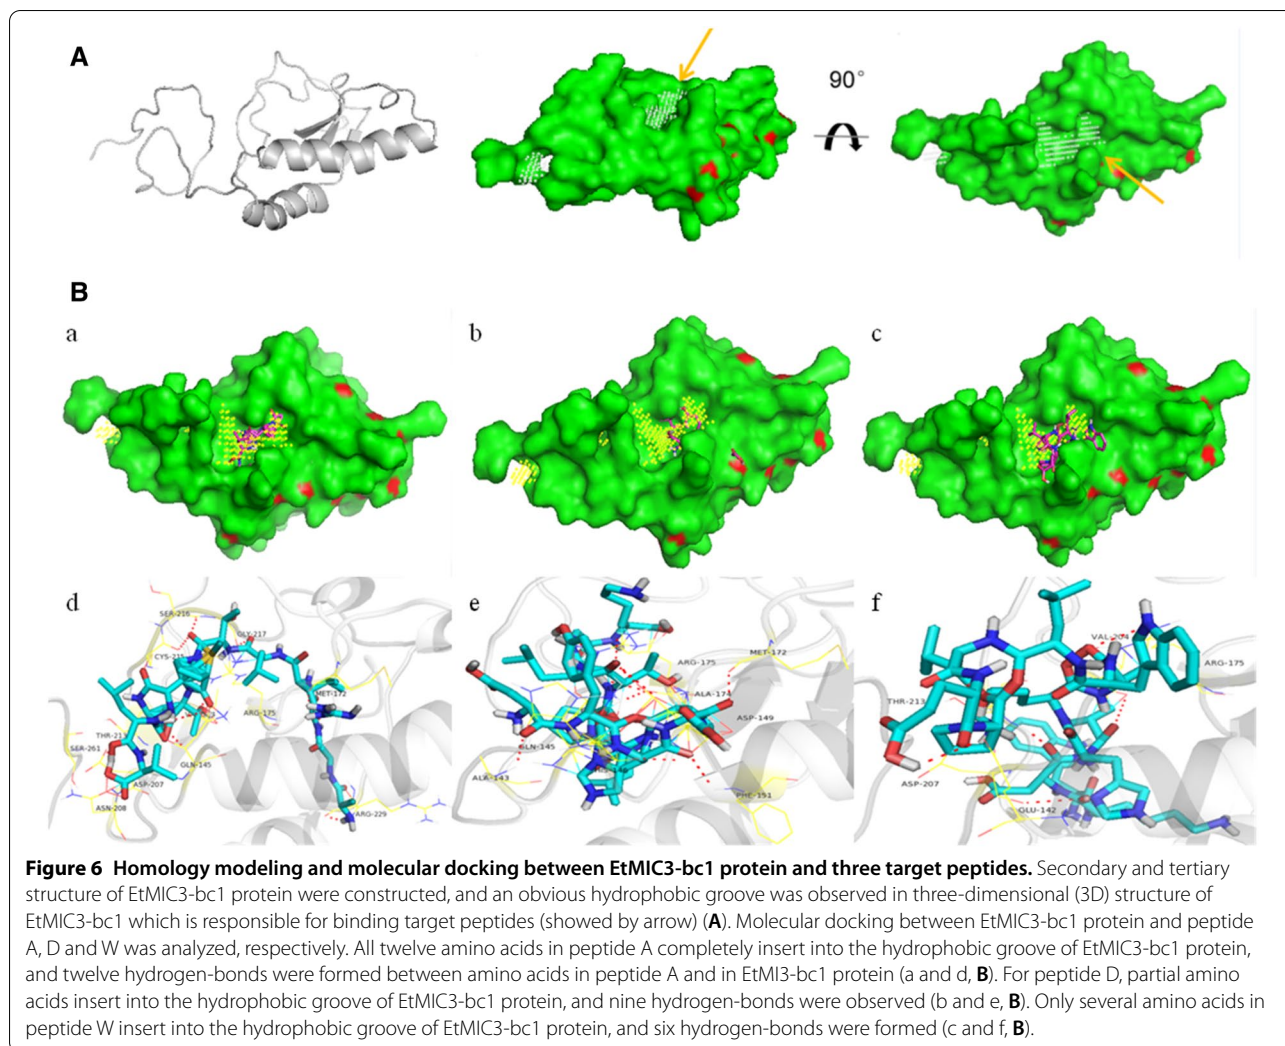 A
90°
B
a
b
c
d
SER-216
GLY-217
CYS-215
MET-172
ARG-175
THR-213
SER-261
GLN-145
ASP-207
ASN-208
ARG-229
e
ARG-175
MET-172
ALA-174
ASP-149
GLN-145
ALA-143
PHE-151
f
VAL-204
ARG-175
THR-213
ASP-207
GLU-142
Figure 6 Homology modeling and molecular docking between EtMIC3-bc1 protein and three target peptides. Secondary and tertiary
structure of EtMIC3-bc1 protein were constructed, and an obvious hydrophobic groove was observed in three-dimensional (3D) structure of
EtMIC3-bc1 which is responsible for binding target peptides (showed by arrow) (A). Molecular docking between EtMIC3-bc1 protein and peptide
A, D and W was analyzed, respectively. All twelve amino acids in peptide A completely insert into the hydrophobic groove of EtMIC3-bc1 protein,
and twelve hydrogen-bonds were formed between amino acids in peptide A and in EtMI3-bc1 protein (a and d, B). For peptide D, partial amino
acids insert into the hydrophobic groove of EtMIC3-bc1 protein, and nine hydrogen-bonds were observed (b and e, B). Only several amino acids in
peptide W insert into the hydrophobic groove of EtMIC3-bc1 protein, and six hydrogen-bonds were formed (c and f, B).